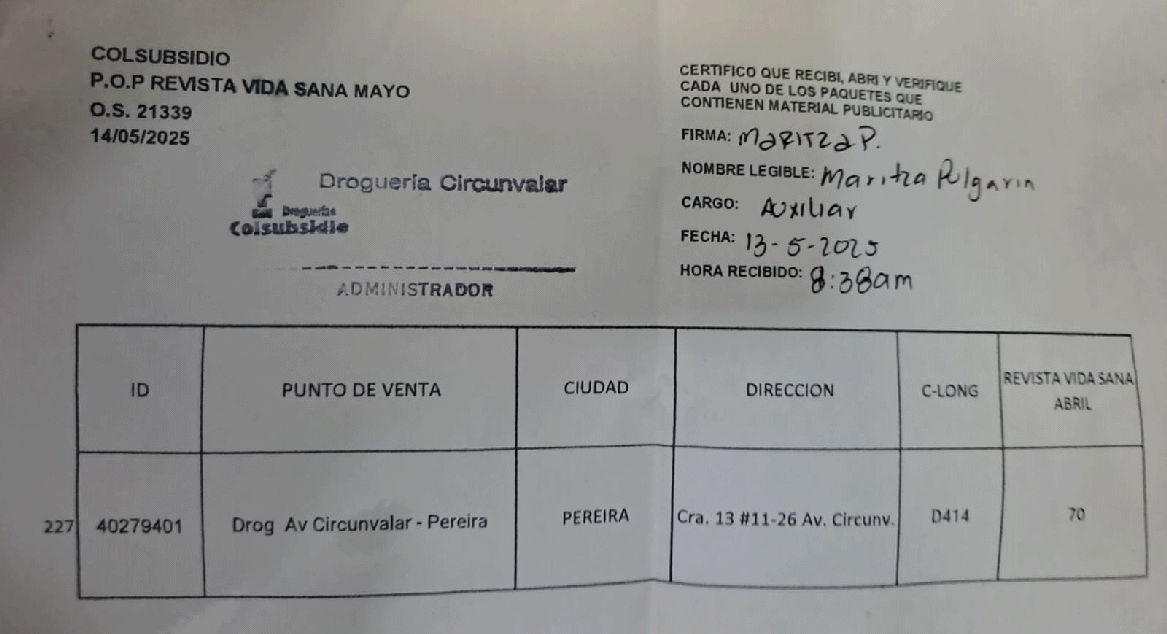 COLSUBSIDIO
P.O.P REVISTA VIDA SANA MAYO
O.S. 21339
14/05/2025
Droguería Circunvalar
Droguerías
Colsubsidio
ADMINISTRADOR
CERTIFICO QUE RECIBI, ABRI Y VERIFIQUE
CADA UNO DE LOS PAQUETES QUE
CONTIENEN MATERIAL PUBLICITARIO
FIRMA: Maritza P.
NOMBRE LEGIBLE: Maritza Pulgarin
CARGO: Auxiliar
FECHA: 13-5-2025
HORA RECIBIDO: 8:38am
ID PUNTO DE VENTA CIUDAD DIRECCION C-LONG REVISTA VIDA SANA ABRIL
227 40279401 Drog Av Circunvalar - Pereira PEREIRA Cra. 13 #11-26 Av. Circunv. D414 70